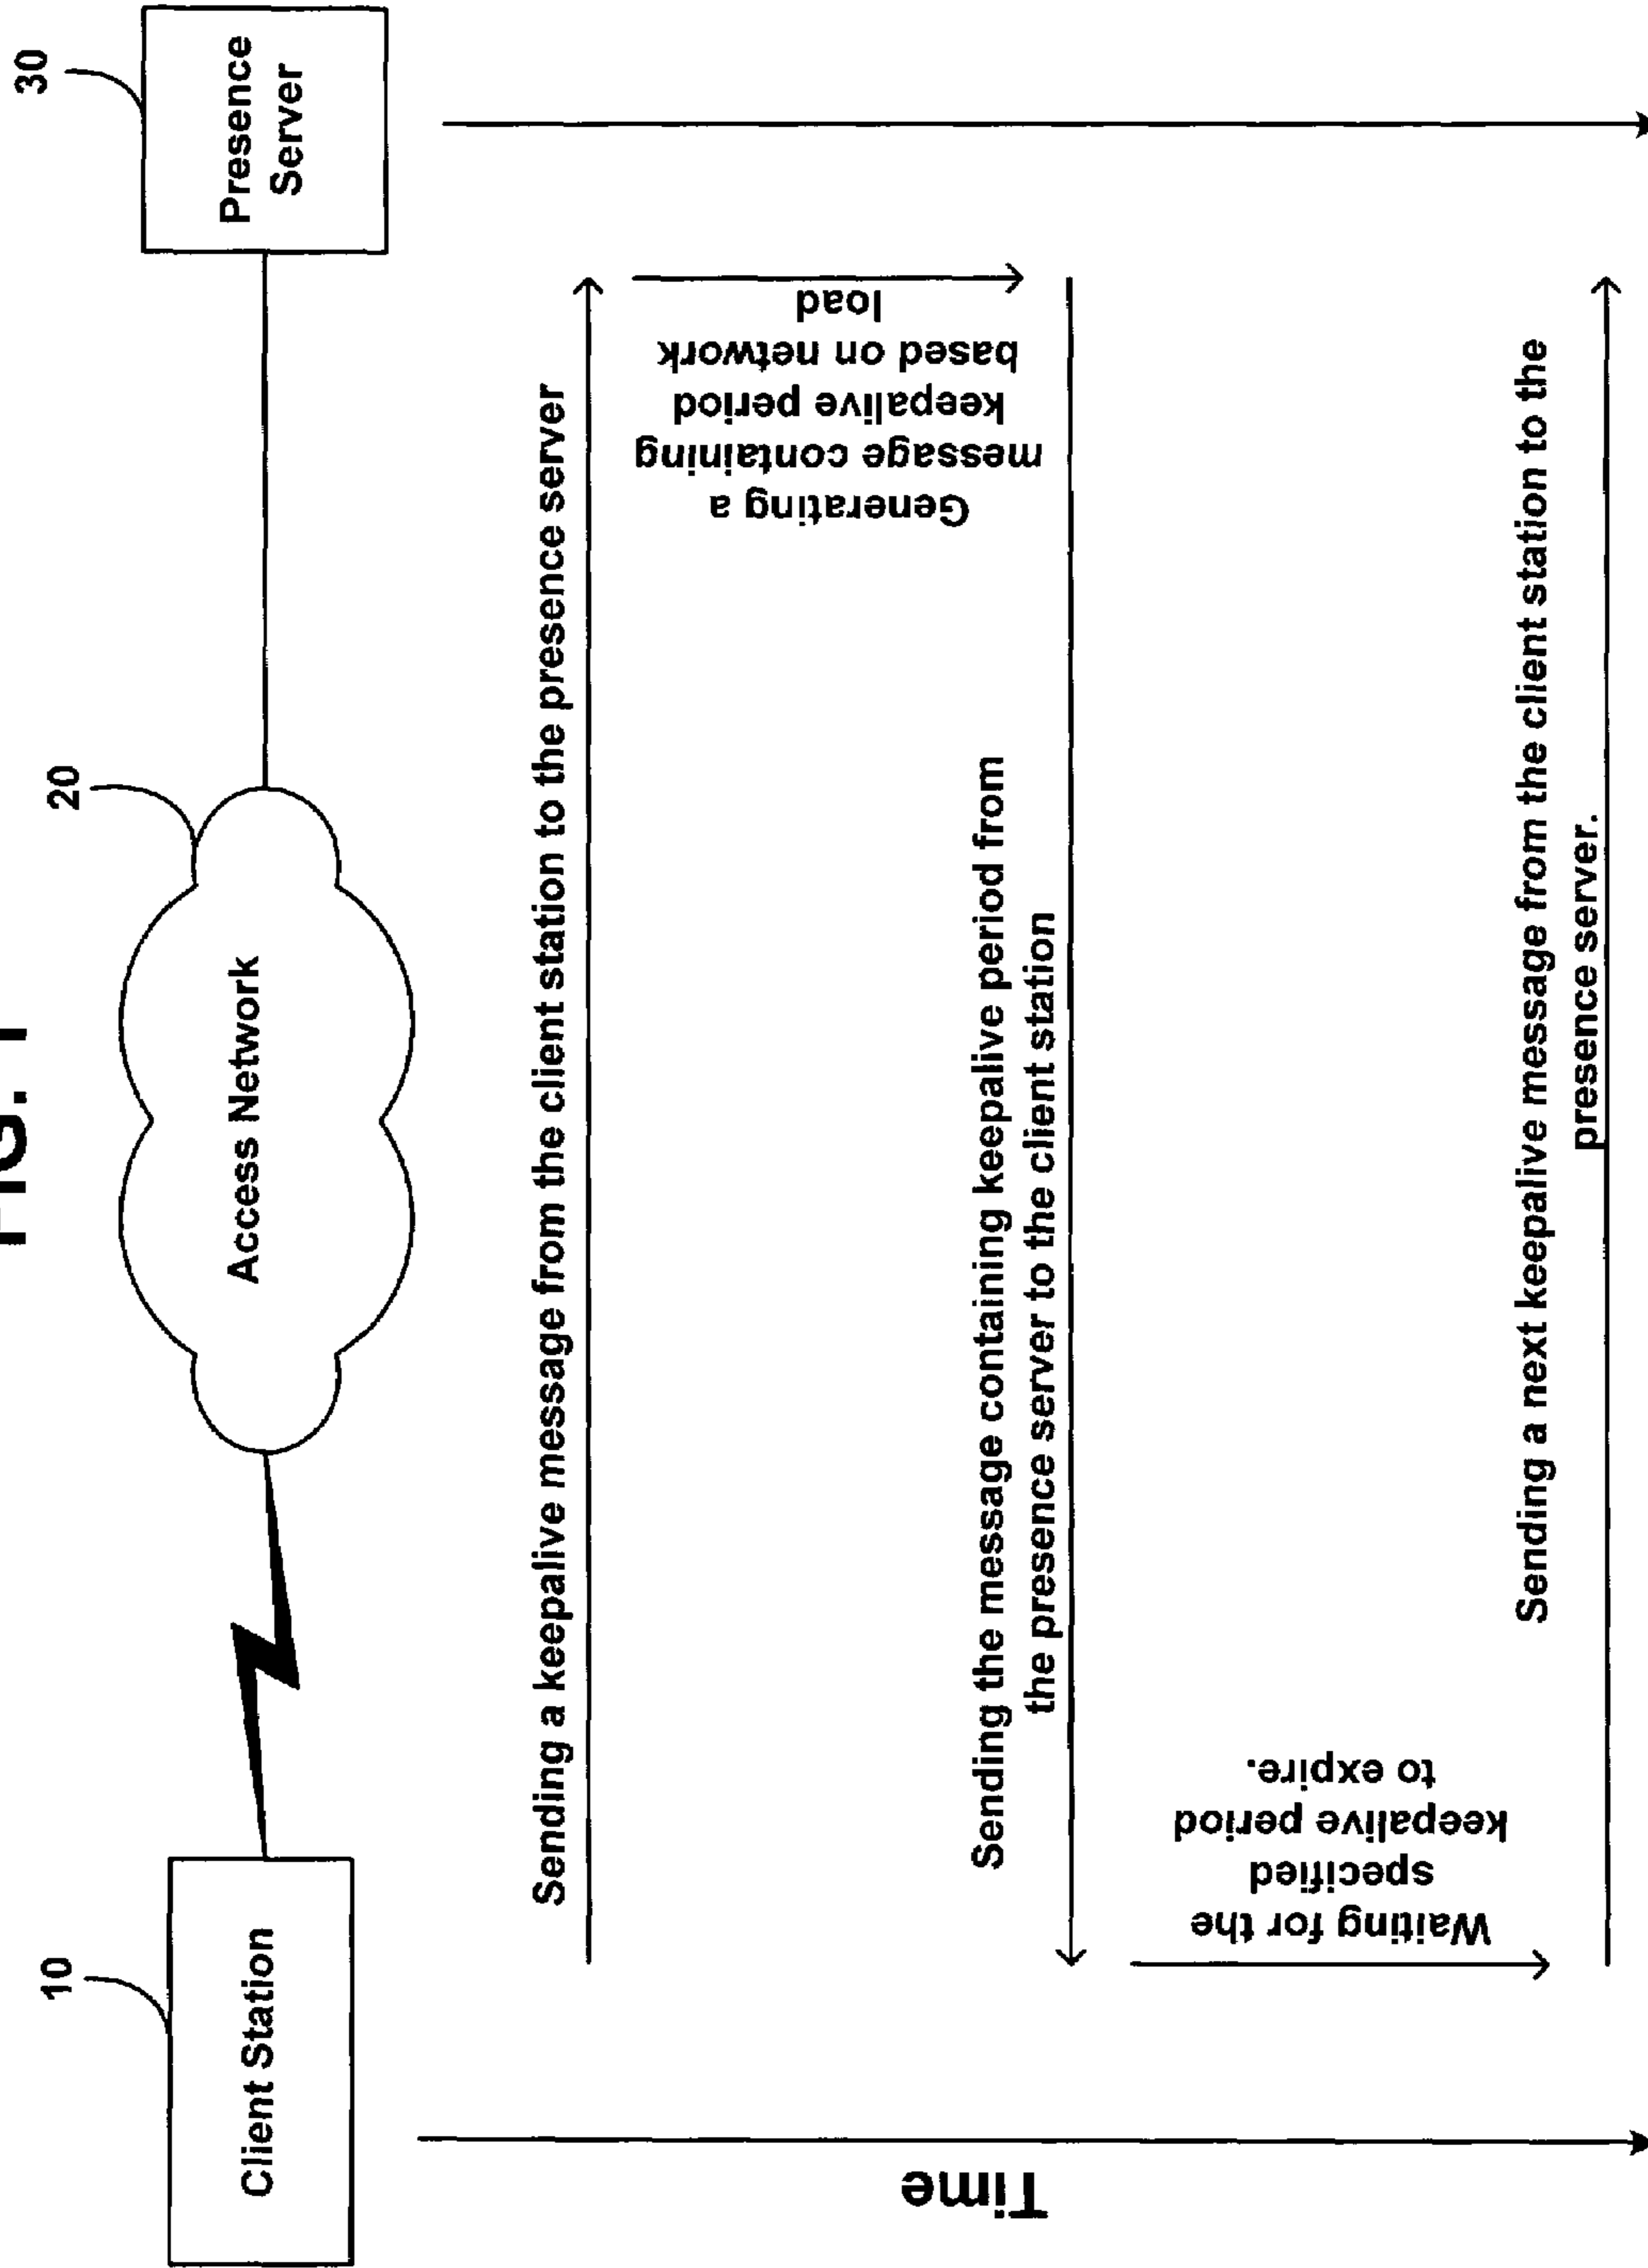 FIG. 1
10
20
30
Client Station
Access Network
Presence
Server
Time
Sending a keepalive message from the client station to the presence server
Generating a
message containing
keepalive period
based on network
load
Sending the message containing keepalive period from
the presence server to the client station
Waiting for the
specified
keepalive period
to expire.
Sending a next keepalive message from the client station to the
presence server.